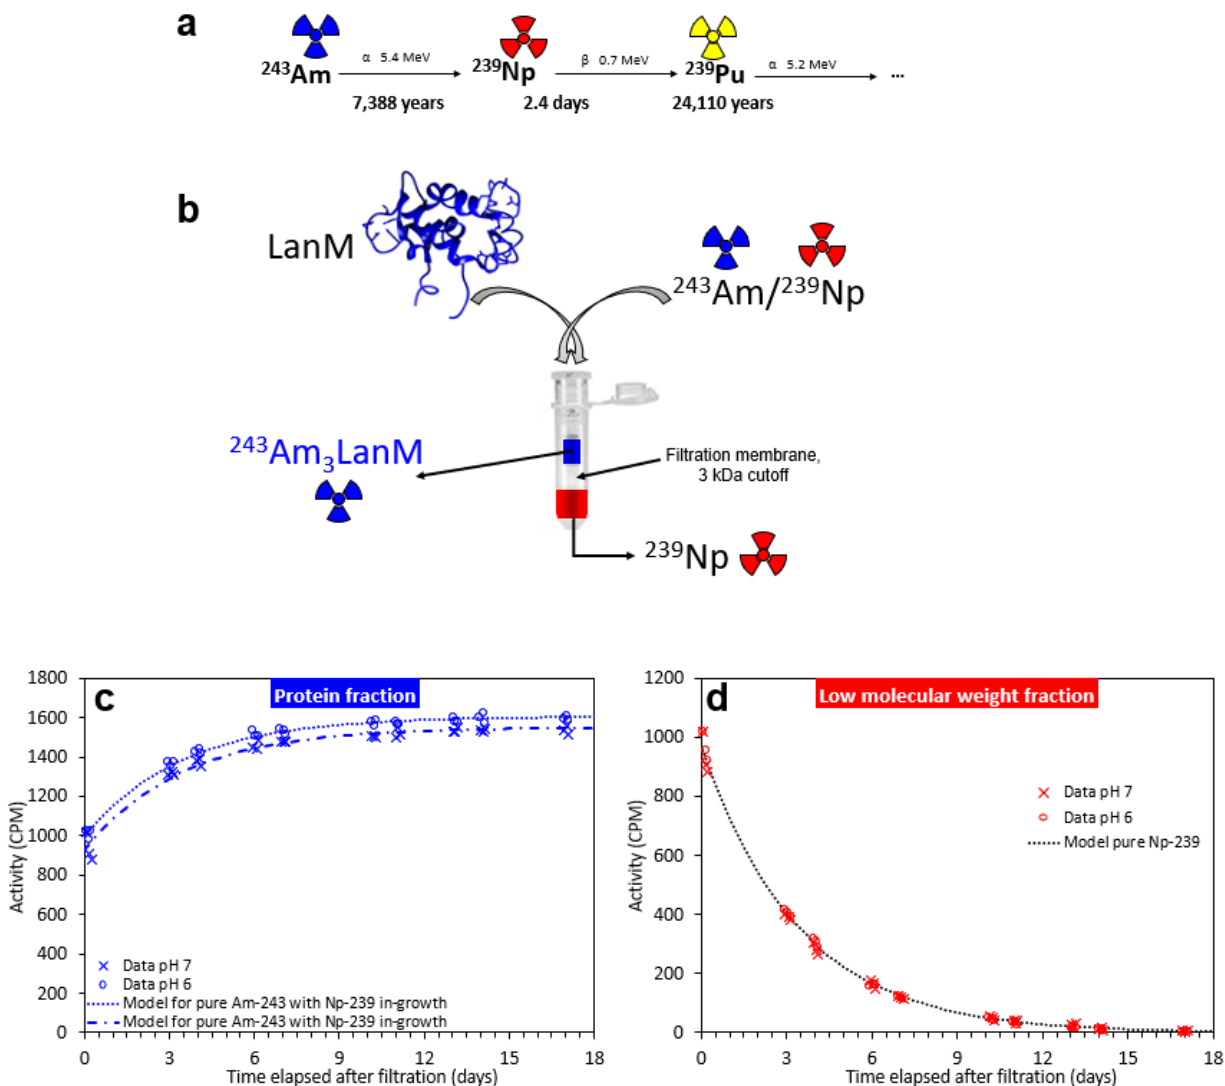 a
α 5.4 MeV
β 0.7 MeV
α 5.2 MeV
²⁴³Am
²³⁹Np
²³⁹Pu
...
7,388 years
2.4 days
24,110 years
b
LanM
²⁴³Am/²³⁹Np
²⁴³Am₃LanM
Filtration membrane,
3 kDa cutoff
²³⁹Np
c
Protein fraction
Activity (CPM)
1800
1600
1400
1200
1000
800
600
400
200
0
Data pH 7
Data pH 6
Model for pure Am-243 with Np-239 in-growth
Model for pure Am-243 with Np-239 in-growth
0 3 6 9 12 15 18
Time elapsed after filtration (days)
d
Low molecular weight fraction
Activity (CPM)
1200
1000
800
600
400
200
0
Data pH 7
Data pH 6
Model pure Np-239
0 3 6 9 12 15 18
Time elapsed after filtration (days)